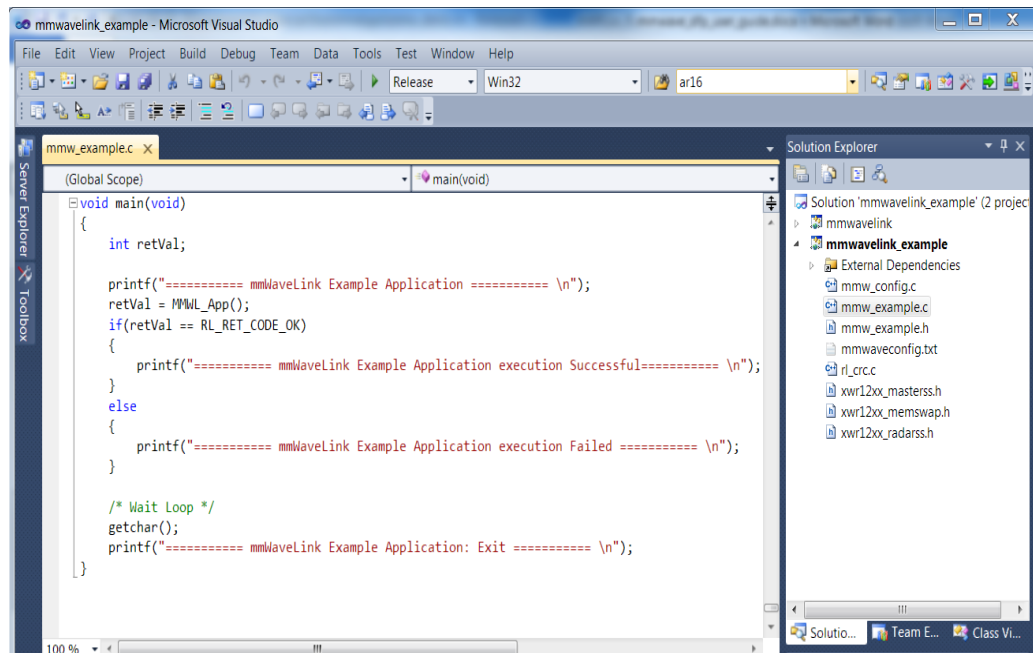 mmwavelink_example - Microsoft Visual Studio
File Edit View Project Build Debug Team Data Tools Test Window Help
Release Win32 ar16
Server Explorer
Toolbox
mmw_example.c X
(Global Scope) main(void)
void main(void)
{
int retVal;
printf("=========== mmWaveLink Example Application =========== \n");
retVal = MMWL_App();
if(retVal == RL_RET_CODE_OK)
{
printf("=========== mmWaveLink Example Application execution Successful=========== \n");
}
else
{
printf("=========== mmWaveLink Example Application execution Failed =========== \n");
}
/* Wait Loop */
getchar();
printf("=========== mmWaveLink Example Application: Exit =========== \n");
}
100 %
Solution Explorer
Solution 'mmwavelink_example' (2 projec
mmwavelink
mmwavelink_example
External Dependencies
mmw_config.c
mmw_example.c
mmw_example.h
mmwaveconfig.txt
rl_crc.c
xwr12xx_masterss.h
xwr12xx_memswap.h
xwr12xx_radarss.h
Solutio... Team E... Class Vi...